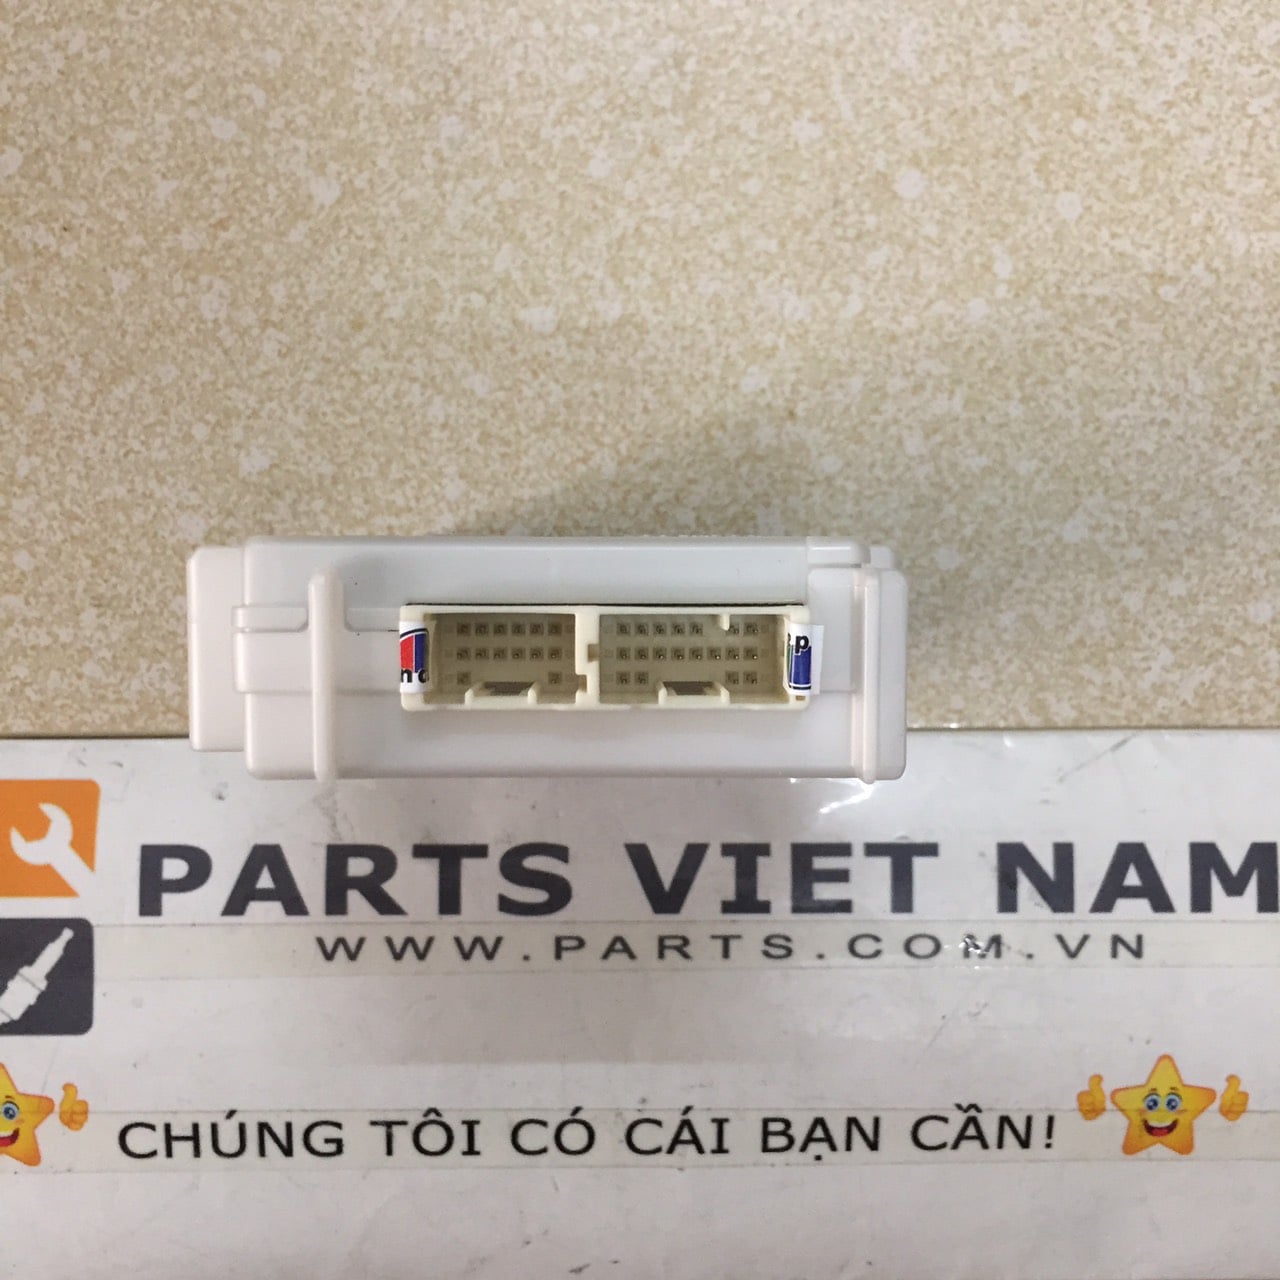 PARTS VIET NAM
WWW.PARTS.COM.VN
CHÚNG TÔI CÓ CÁI BẠN CẦN!